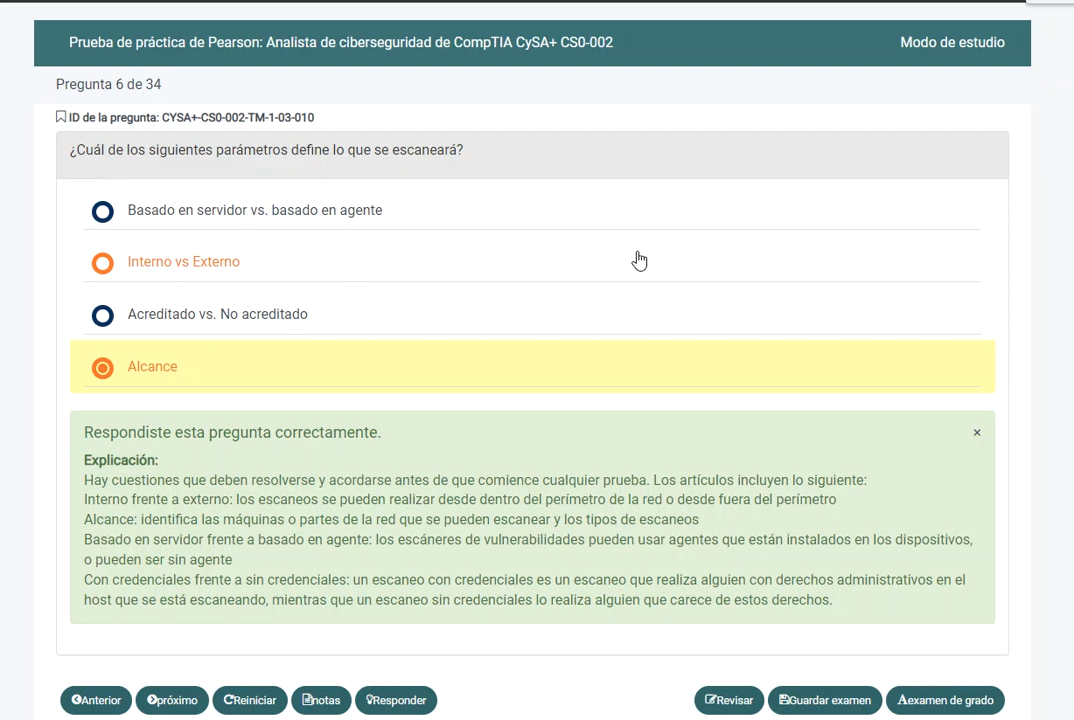 Prueba de práctica de Pearson: Analista de ciberseguridad de CompTIA CySA+ CS0-002
Modo de estudio
Pregunta 6 de 34
ID de la pregunta: CYSA+-CS0-002-TM-1-03-010
¿Cuál de los siguientes parámetros define lo que se escaneará?
Basado en servidor vs. basado en agente
Interno vs Externo
Acreditado vs. No acreditado
Alcance
Respondiste esta pregunta correctamente.
×
Explicación:
Hay cuestiones que deben resolverse y acordarse antes de que comience cualquier prueba. Los artículos incluyen lo siguiente:
Interno frente a externo: los escaneos se pueden realizar desde dentro del perímetro de la red o desde fuera del perímetro
Alcance: identifica las máquinas o partes de la red que se pueden escanear y los tipos de escaneos
Basado en servidor frente a basado en agente: los escáneres de vulnerabilidades pueden usar agentes que están instalados en los dispositivos,
o pueden ser sin agente
Con credenciales frente a sin credenciales: un escaneo con credenciales es un escaneo que realiza alguien con derechos administrativos en el
host que se está escaneando, mientras que un escaneo sin credenciales lo realiza alguien que carece de estos derechos.
Anterior
próximo
Reiniciar
notas
Responder
Revisar
Guardar examen
Aexamen de grado